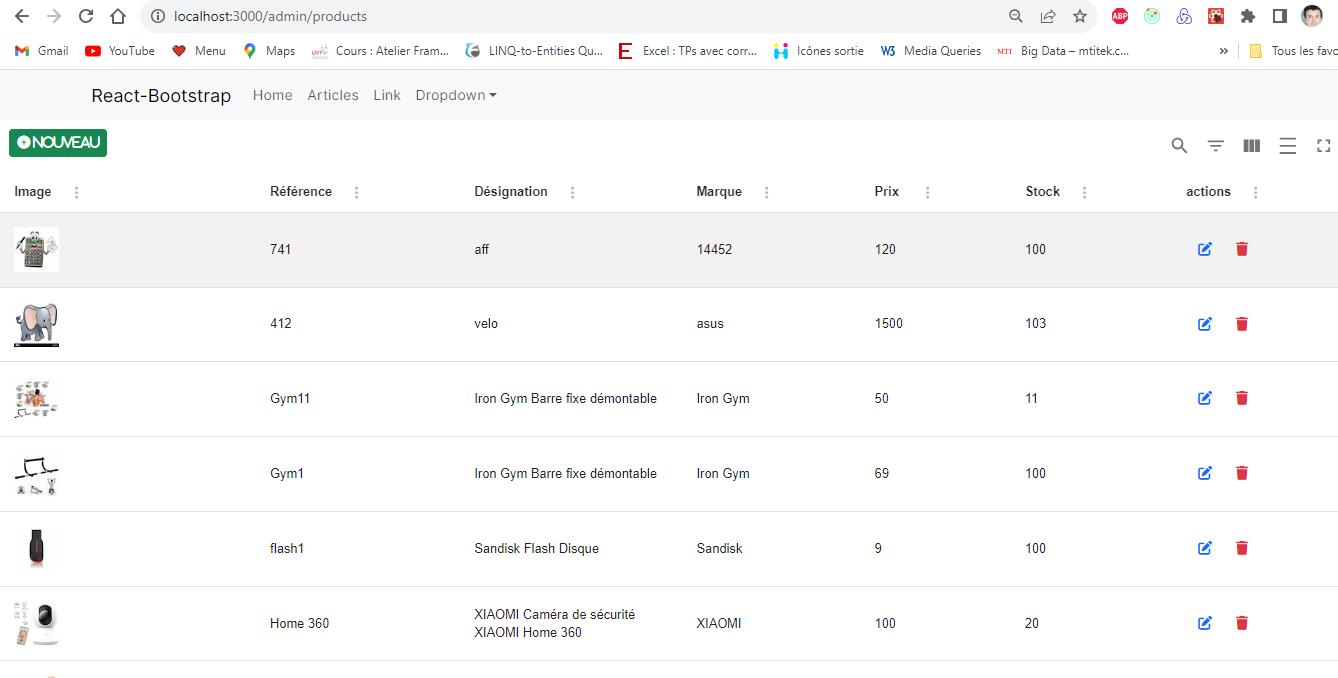 localhost:3000/admin/products
ABP
Gmail YouTube Menu Maps Cours : Atelier Fram... LINQ-to-Entities Qu... Excel : TPs avec corr... Icônes sortie W3 Media Queries MTI Big Data – mtitek.c... » Tous les favo
React-Bootstrap Home Articles Link Dropdown
NOUVEAU
Image Référence Désignation Marque Prix Stock actions
741 aff 14452 120 100
412 velo asus 1500 103
Gym11 Iron Gym Barre fixe démontable Iron Gym 50 11
Gym1 Iron Gym Barre fixe démontable Iron Gym 69 100
flash1 Sandisk Flash Disque Sandisk 9 100
Home 360 XIAOMI Caméra de sécurité
XIAOMI Home 360 XIAOMI 100 20